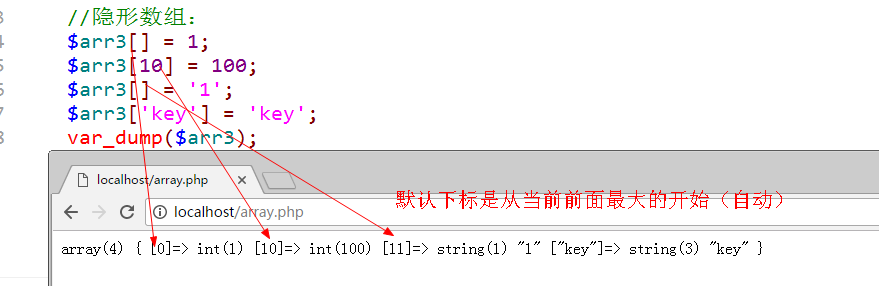 3 //隐形数组:
4 $arr3[] = 1;
5 $arr3[10] = 100;
6 $arr3[] = '1';
7 $arr3['key'] = 'key';
8 var_dump($arr3);
localhost/array.php
localhost/array.php
默认下标是从当前前面最大的开始（自动）
array(4) { [0]=> int(1) [10]=> int(100) [11]=> string(1) "1" ["key"]=> string(3) "key" }